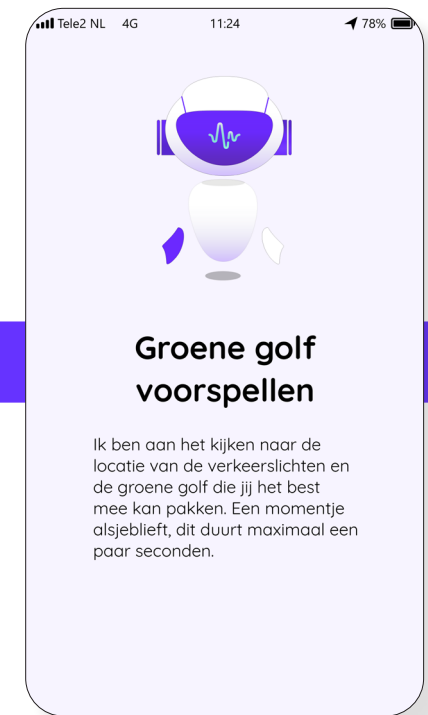 Tele2 NL 4G 11:24 78%
Groene golf
voorspellen
Ik ben aan het kijken naar de
locatie van de verkeerslichten en
de groene golf die jij het best
mee kan pakken. Een momentje
alsjeblieft, dit duurt maximaal een
paar seconden.